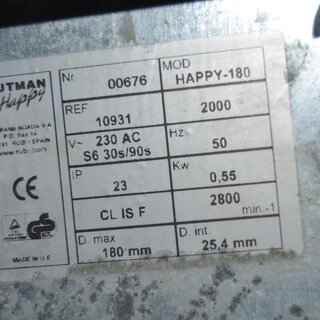 UTMAN
Happy
P.O. Box 14
RUBI - SPAIN
www.rubi.com
MADE IN U.E
Nr. 00676
MOD HAPPY-180
REF 10931
2000
V~ 230 AC
S6 30s/90s
Hz 50
IP 23
Kw 0,55
CL IS F
2800
min.-1
D max 180 mm
D int. 25,4 mm